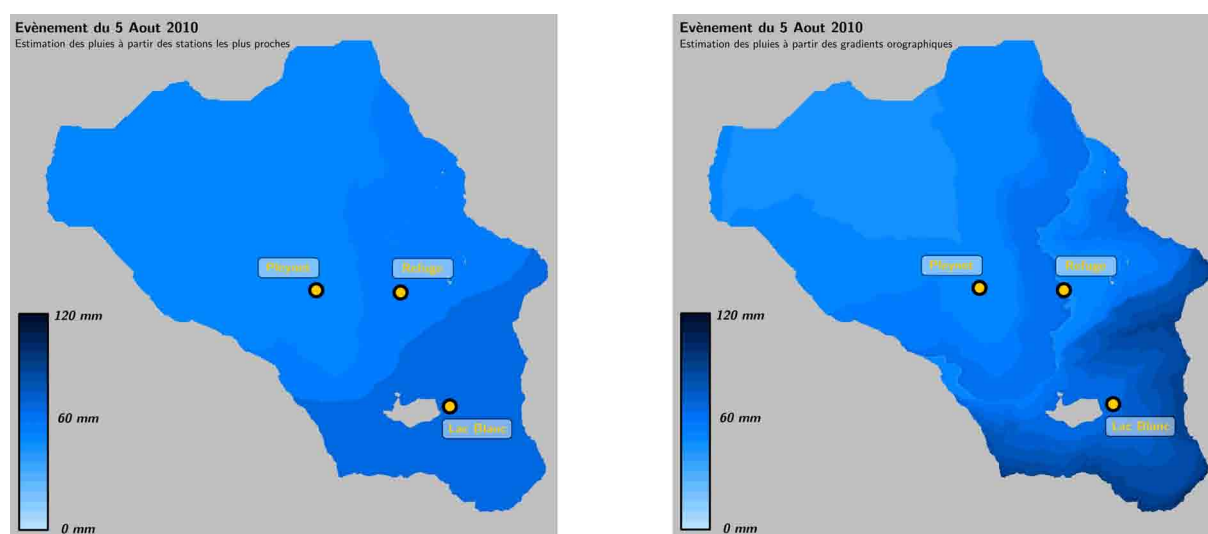 Evènement du 5 Aout 2010
Estimation des pluies à partir des stations les plus proches
Pleynet
Refuge
120 mm
60 mm
Lac Blanc
0 mm
Evènement du 5 Aout 2010
Estimation des pluies à partir des gradients orographiques
Pleynet
Refuge
120 mm
60 mm
Lac Blanc
0 mm